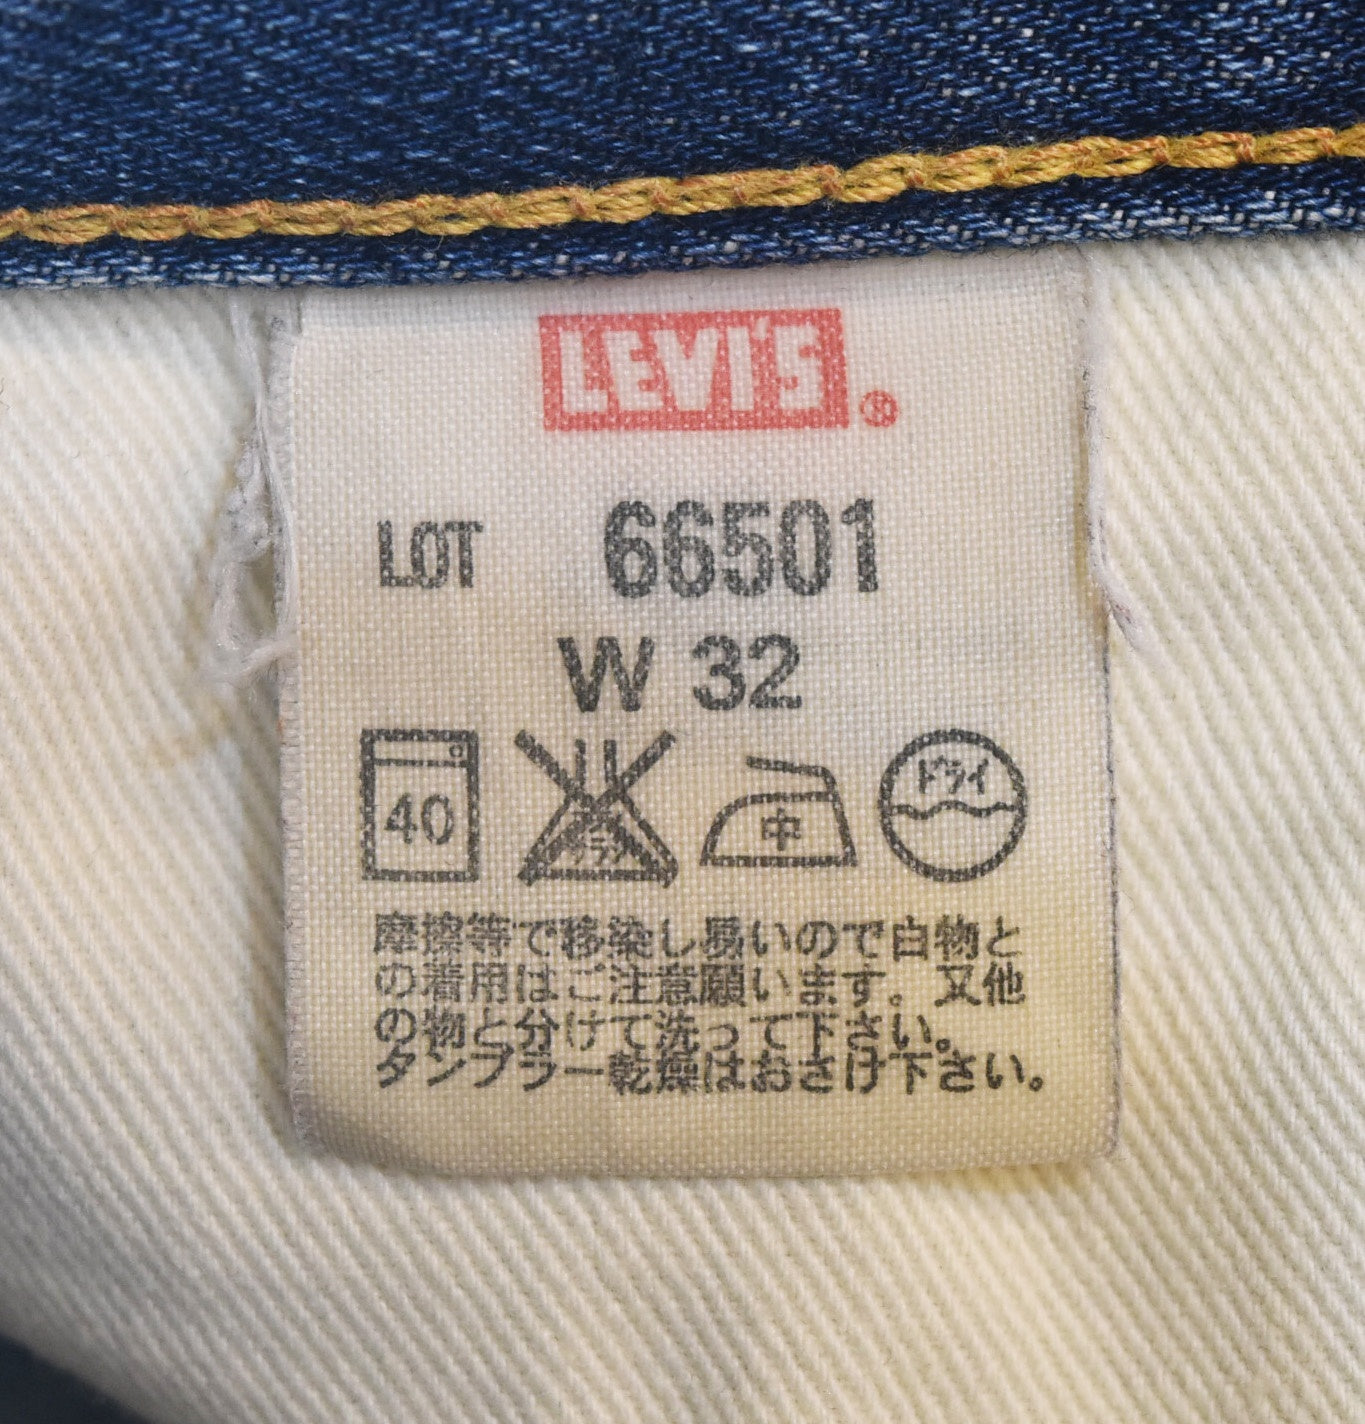 LEVI'S ®
LOT 66501
W 32
40 中 ドライ
摩擦等で移染し易いので白物と
の着用はご注意願います。又他
の物と分けて洗って下さい。
タンブラー乾燥はおさけ下さい。